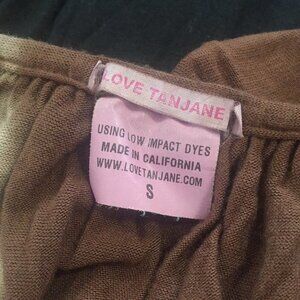 LOVE TANJANE
USING LOW IMPACT DYES
MADE IN CALIFORNIA
WWW.LOVETANJANE.COM
S